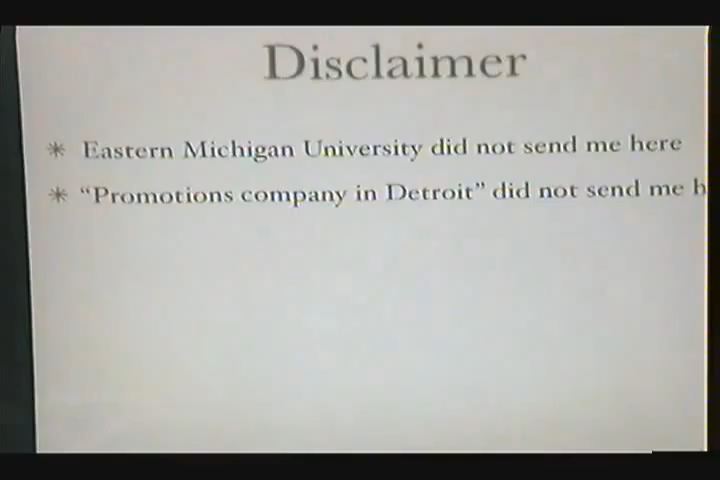 Disclaimer
✳ Eastern Michigan University did not send me here
✳ “Promotions company in Detroit” did not send me h